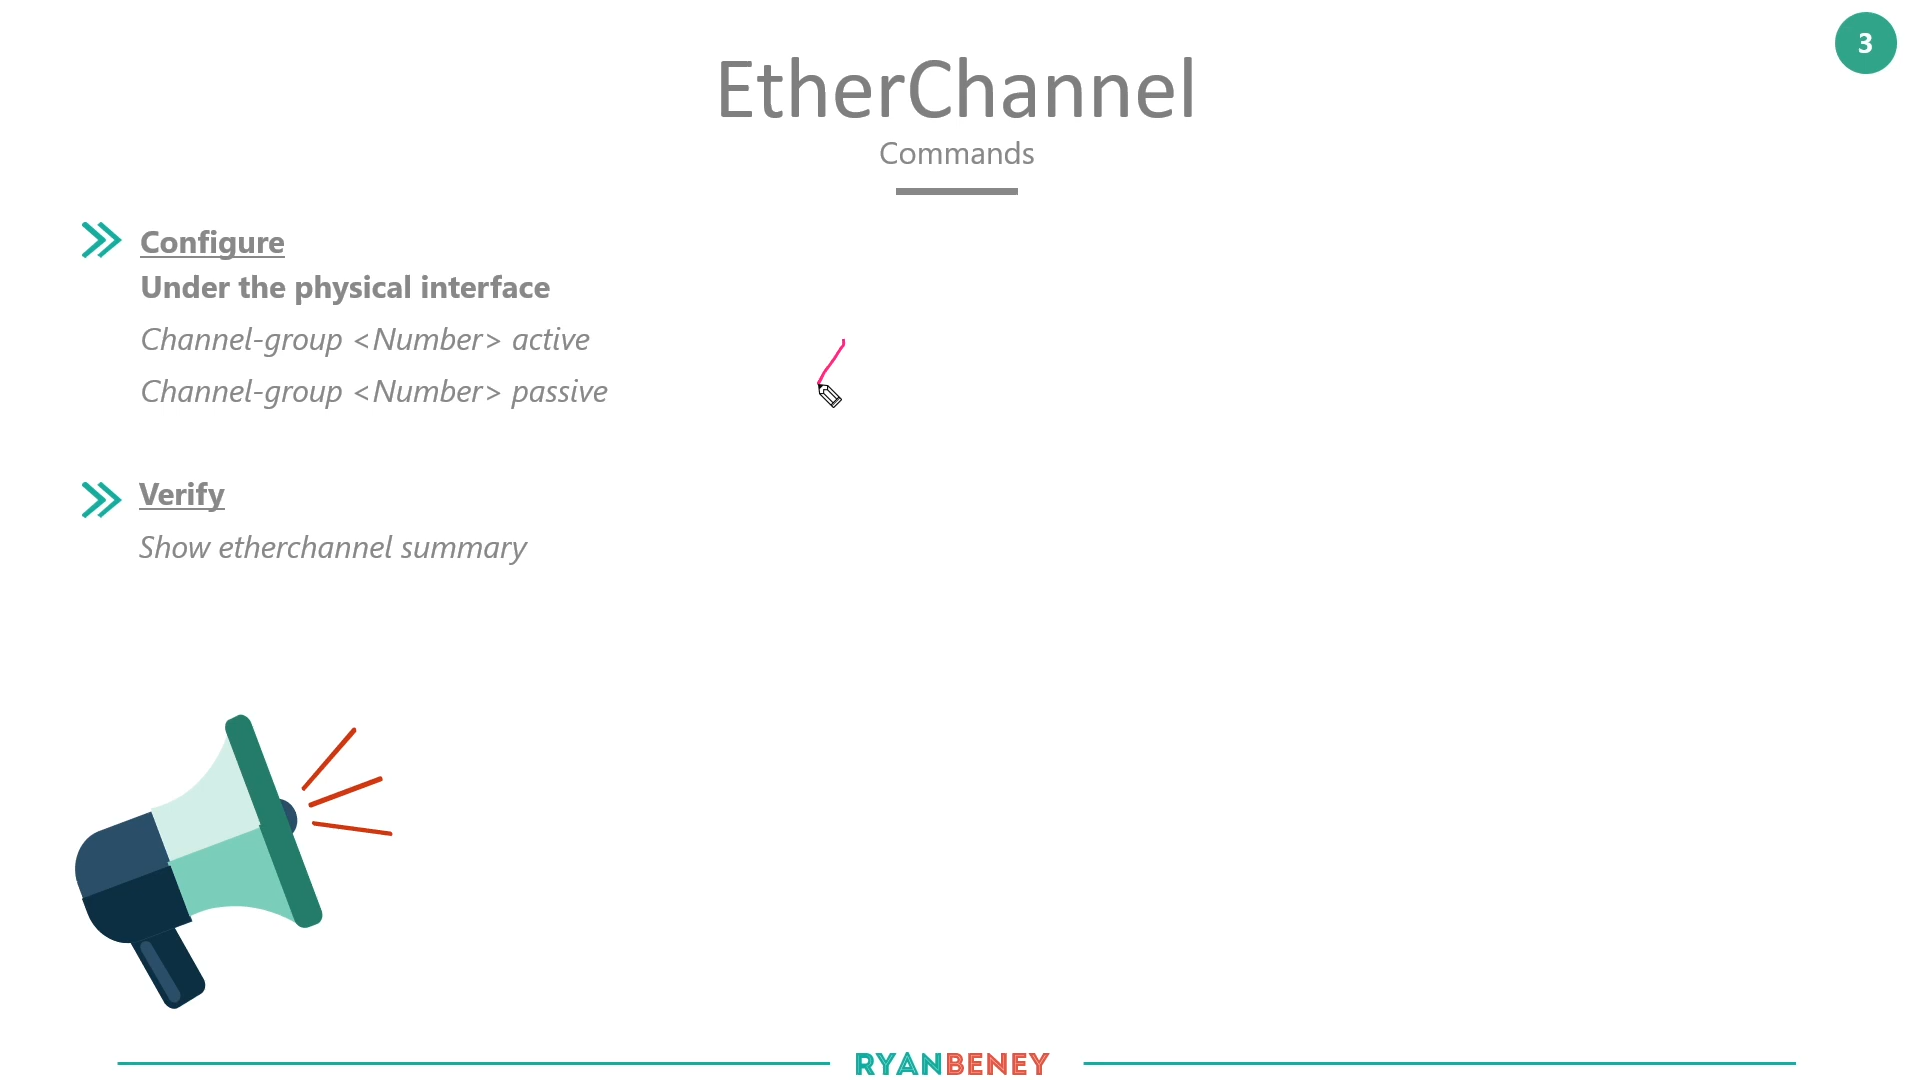 3
EtherChannel
Commands
Configure
Under the physical interface
Channel-group <Number> active
Channel-group <Number> passive
Verify
Show etherchannel summary
RYANBENEY